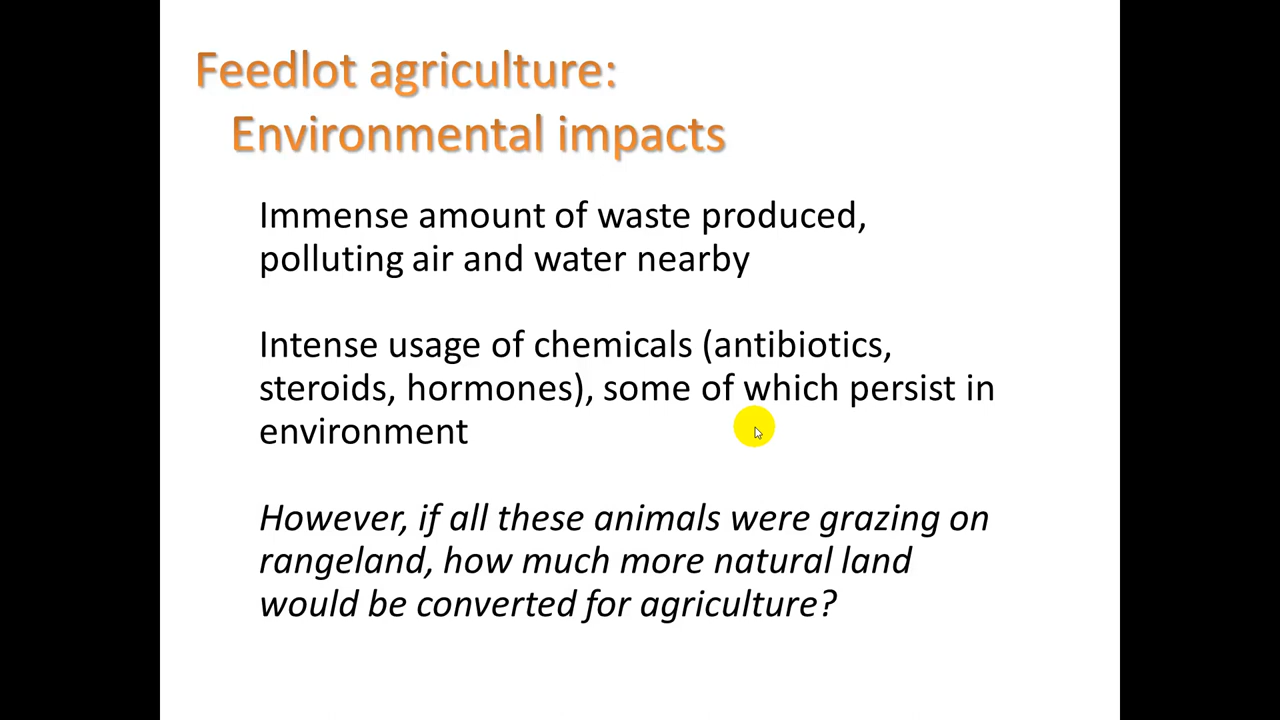 Feedlot agriculture:
Environmental impacts
Immense amount of waste produced,
polluting air and water nearby
Intense usage of chemicals (antibiotics,
steroids, hormones), some of which persist in
environment
However, if all these animals were grazing on
rangeland, how much more natural land
would be converted for agriculture?